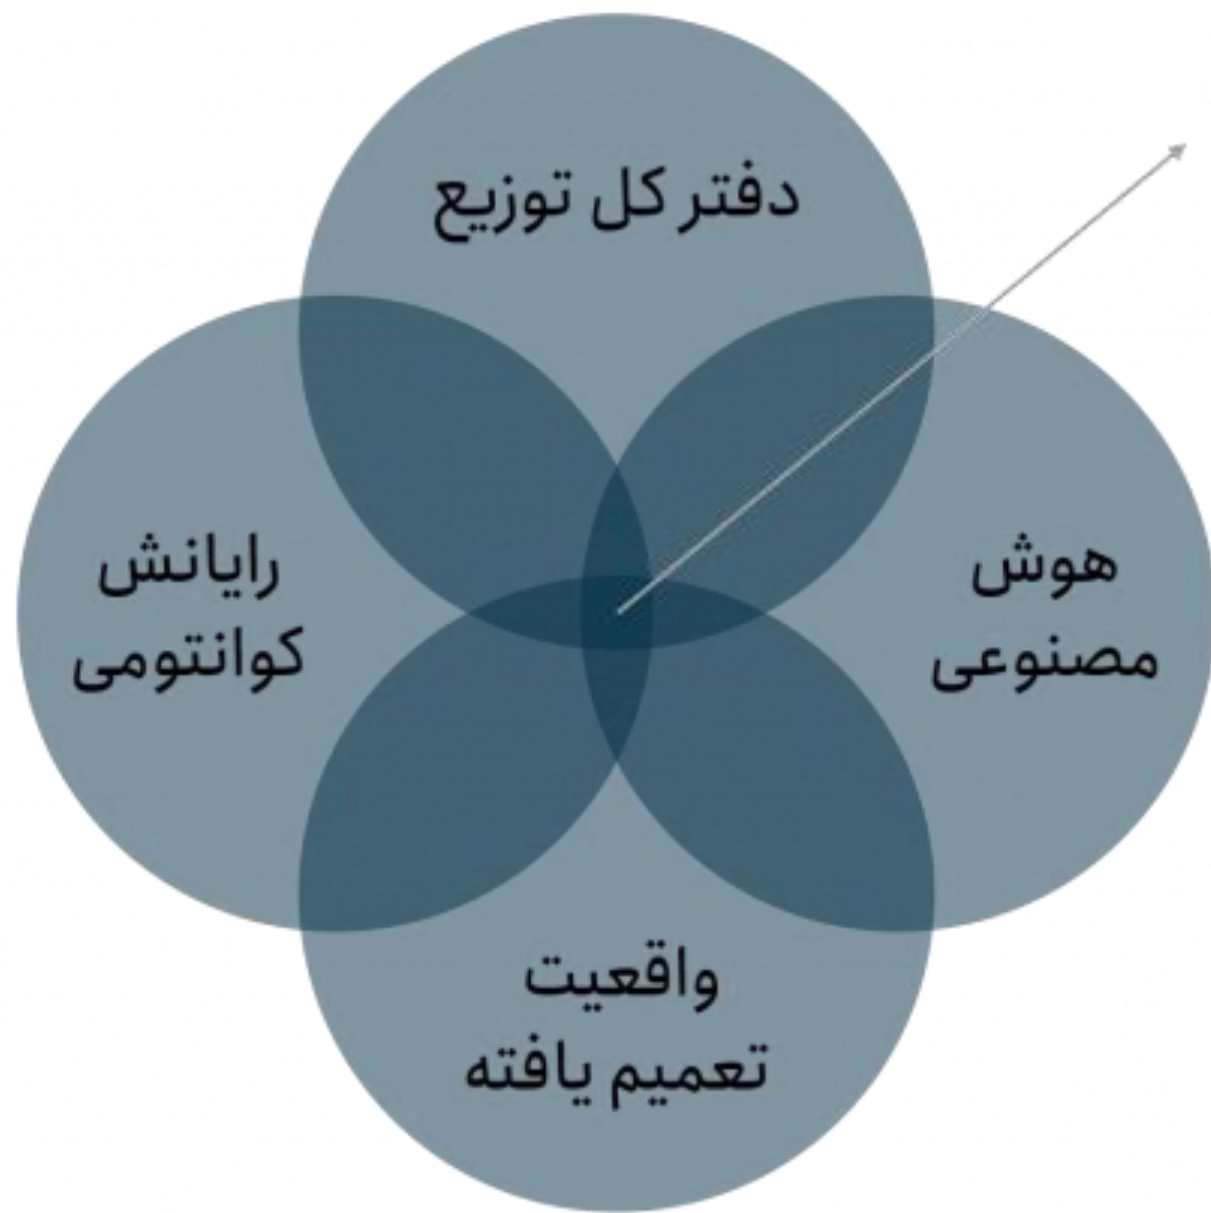 دفتر کل توزیع
هوش
مصنوعی
رایانش
کوانتومی
واقعیت
تعمیم یافته